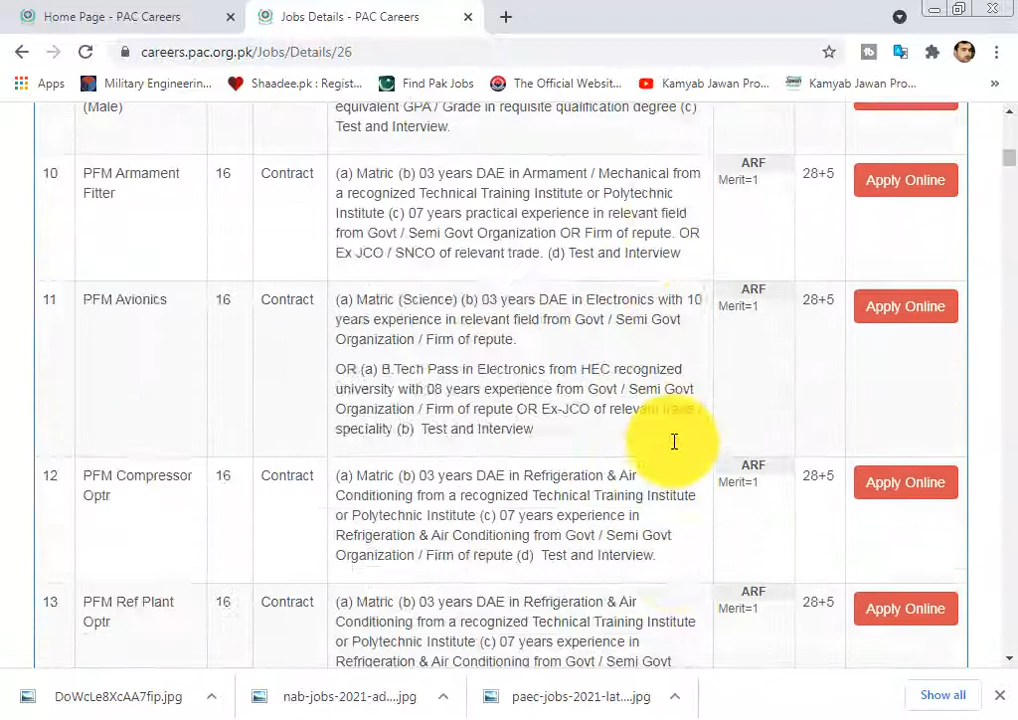 Home Page - PAC Careers
Jobs Details - PAC Careers
careers.pac.org.pk/Jobs/Details/26
Apps
Military Engineerin...
Shaadee.pk : Regist...
Find Pak Jobs
The Official Websit...
Kamyab Jawan Pro...
Kamyab Jawan Pro...
»
(Male)
equivalent GPA / Grade in requisite qualification degree (c)
Test and Interview.
10
PFM Armament
Fitter
16
Contract
(a) Matric (b) 03 years DAE in Armament / Mechanical from
a recognized Technical Training Institute or Polytechnic
Institute (c) 07 years practical experience in relevant field
from Govt / Semi Govt Organization OR Firm of repute. OR
Ex JCO / SNCO of relevant trade. (d) Test and Interview
ARF
Merit=1
28+5
Apply Online
11
PFM Avionics
16
Contract
(a) Matric (Science) (b) 03 years DAE in Electronics with 10
years experience in relevant field from Govt / Semi Govt
Organization / Firm of repute.
OR (a) B.Tech Pass in Electronics from HEC recognized
university with 08 years experience from Govt / Semi Govt
Organization / Firm of repute OR Ex-JCO of relevant trade /
speciality (b) Test and Interview
ARF
Merit=1
28+5
Apply Online
12
PFM Compressor
Optr
16
Contract
(a) Matric (b) 03 years DAE in Refrigeration & Air
Conditioning from a recognized Technical Training Institute
or Polytechnic Institute (c) 07 years experience in
Refrigeration & Air Conditioning from Govt / Semi Govt
Organization / Firm of repute (d) Test and Interview.
ARF
Merit=1
28+5
Apply Online
13
PFM Ref Plant
Optr
16
Contract
(a) Matric (b) 03 years DAE in Refrigeration & Air
Conditioning from a recognized Technical Training Institute
or Polytechnic Institute (c) 07 years experience in
Refrigeration & Air Conditioning from Govt / Semi Govt
ARF
Merit=1
28+5
Apply Online
DoWcLe8XcAA7fip.jpg
nab-jobs-2021-ad....jpg
paec-jobs-2021-lat....jpg
Show all